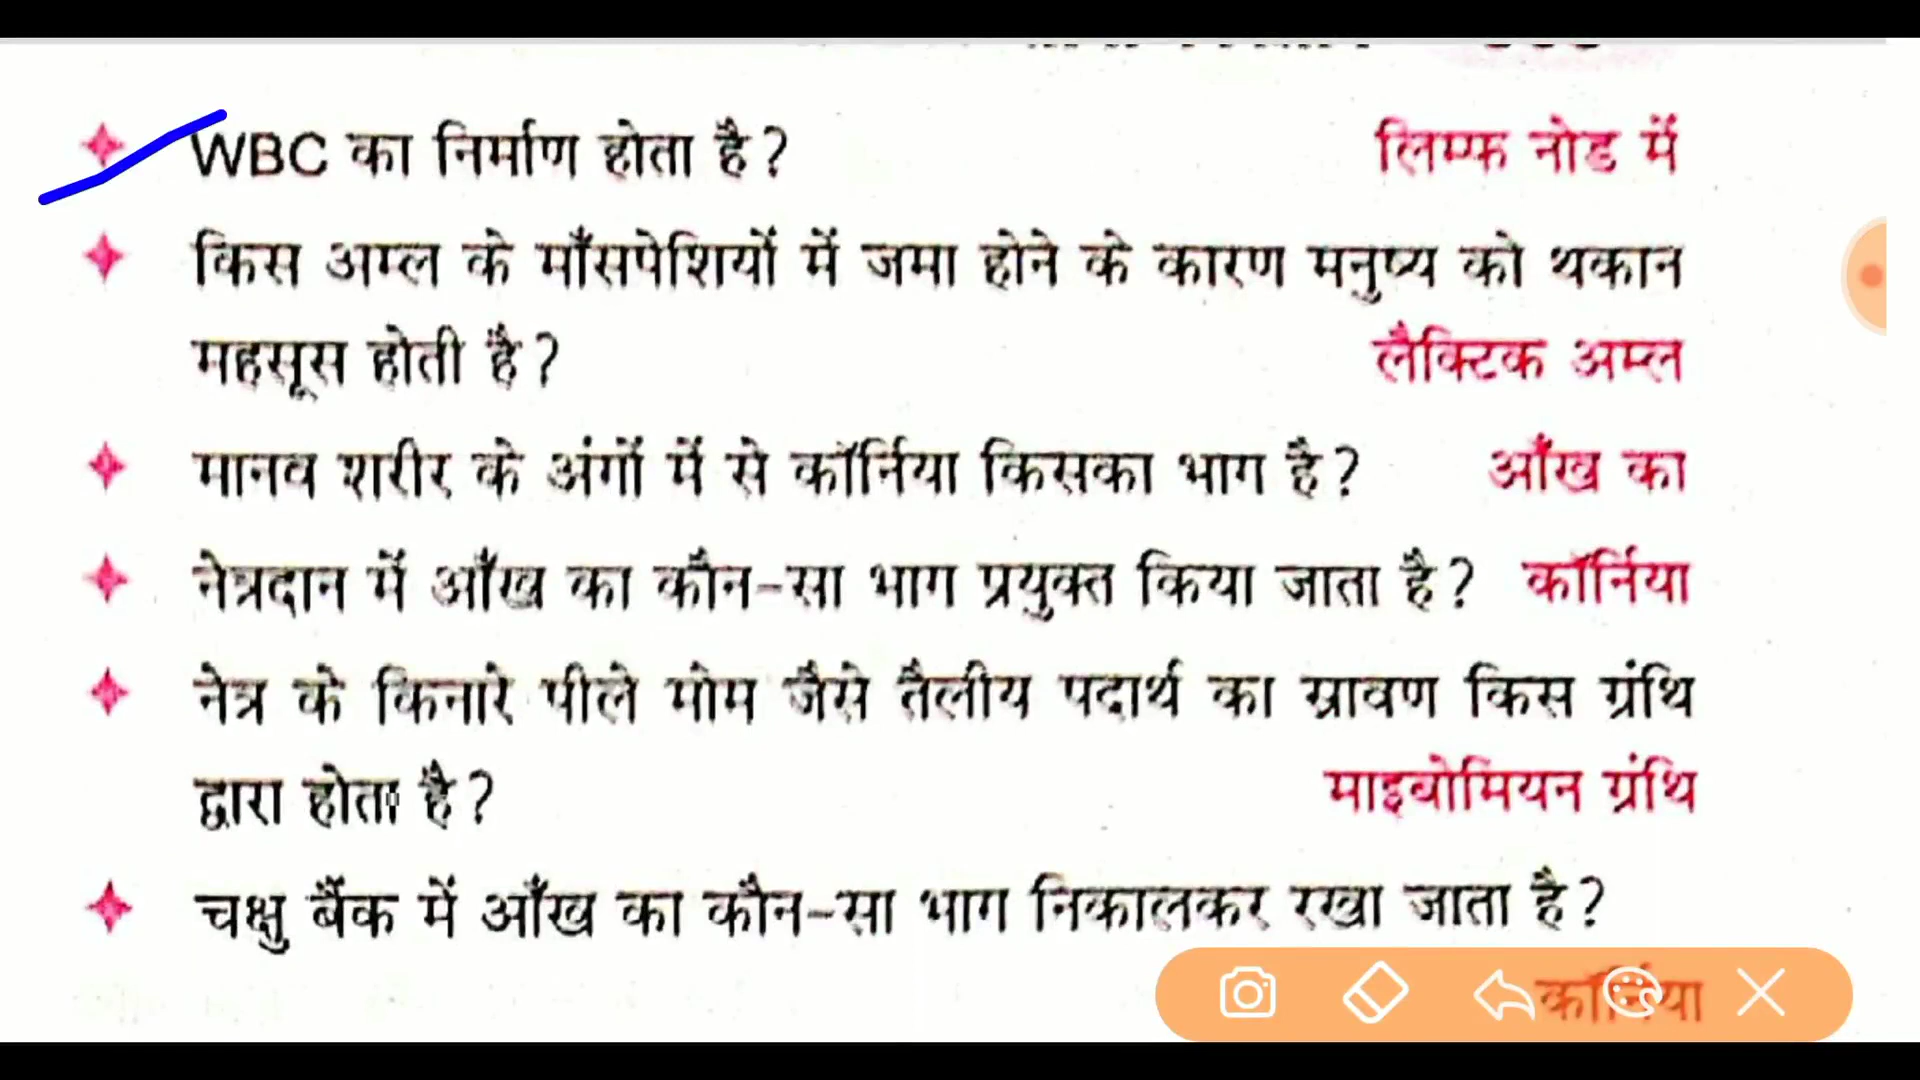 WBC का निर्माण होता है? लिम्फ नोड में
किस अम्ल के माँसपेशियों में जमा होने के कारण मनुष्य को थकान
महसूस होती है? लैक्टिक अम्ल
मानव शरीर के अंगों में से कॉर्निया किसका भाग है? आँख का
नेत्रदान में आँख का कौन-सा भाग प्रयुक्त किया जाता है? कॉर्निया
नेत्र के किनारे पीले मोम जैसे तैलीय पदार्थ का स्रावण किस ग्रंथि
द्वारा होता है? माइबोमियन ग्रंथि
चक्षु बैंक में आँख का कौन-सा भाग निकालकर रखा जाता है?
कॉर्निया